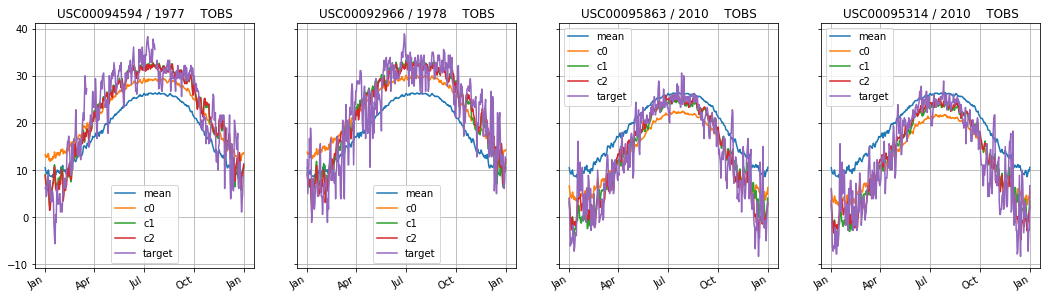 USC00094594 / 1977    TOBS
USC00092966 / 1978    TOBS
USC00095863 / 2010    TOBS
USC00095314 / 2010    TOBS
40
30
20
10
0
−10
mean
c0
c1
c2
target
mean
c0
c1
c2
target
mean
c0
c1
c2
target
mean
c0
c1
c2
target
Jan Apr Jul Oct Jan
Jan Apr Jul Oct Jan
Jan Apr Jul Oct Jan
Jan Apr Jul Oct Jan